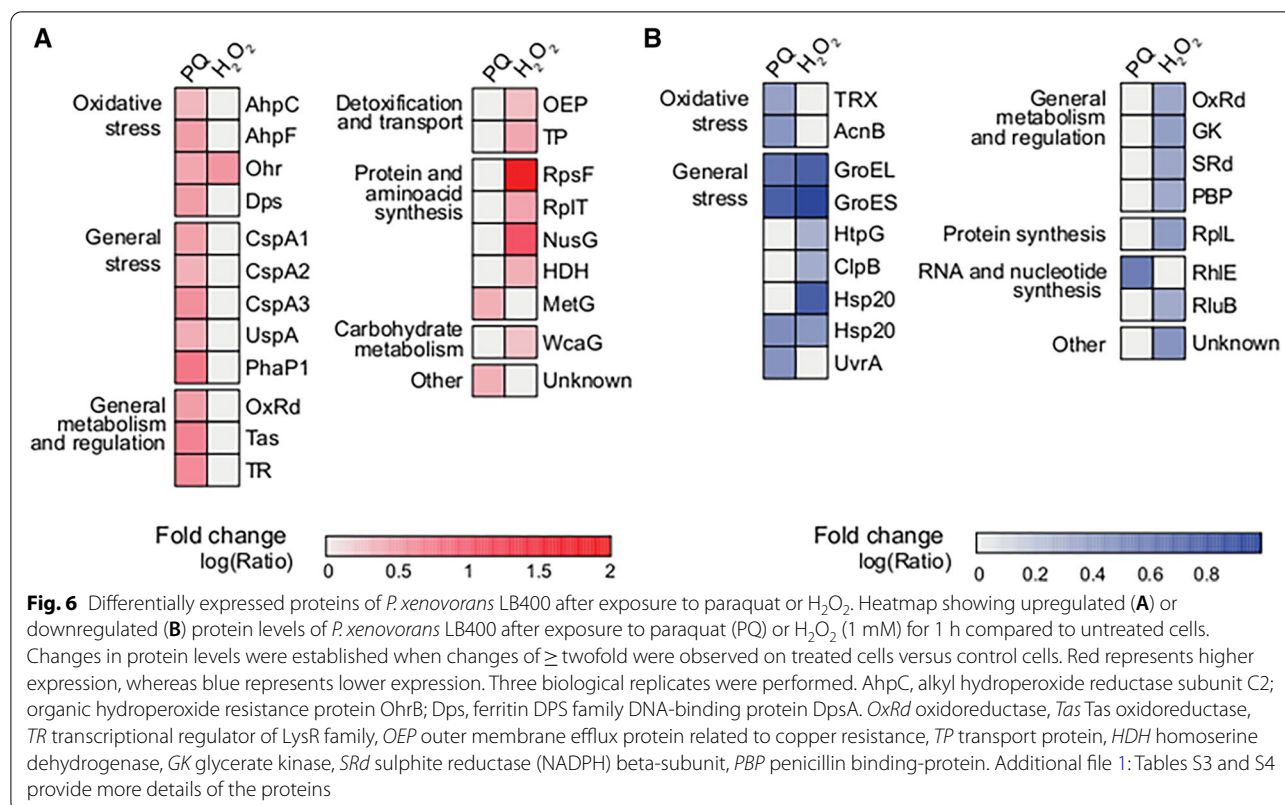 A
PQ H2O2
Oxidative
stress
AhpC
AhpF
Ohr
Dps
General
stress
CspA1
CspA2
CspA3
UspA
PhaP1
General
metabolism
and regulation
OxRd
Tas
TR
PQ H2O2
Detoxification
and transport
OEP
TP
Protein and
aminoacid
synthesis
RpsF
RplT
NusG
HDH
MetG
Carbohydrate
metabolism
WcaG
Other
Unknown
Fold change
log(Ratio)
0 0.5 1 1.5 2
B
PQ H2O2
Oxidative
stress
TRX
AcnB
General
stress
GroEL
GroES
HtpG
ClpB
Hsp20
Hsp20
UvrA
PQ H2O2
General
metabolism
and regulation
OxRd
GK
SRd
PBP
Protein synthesis
RplL
RNA and nucleotide
synthesis
RhlE
RluB
Other
Unknown
Fold change
log(Ratio)
0 0.2 0.4 0.6 0.8
Fig. 6 Differentially expressed proteins of P. xenovorans LB400 after exposure to paraquat or H2O2. Heatmap showing upregulated (A) or
downregulated (B) protein levels of P. xenovorans LB400 after exposure to paraquat (PQ) or H2O2 (1 mM) for 1 h compared to untreated cells.
Changes in protein levels were established when changes of ≥ twofold were observed on treated cells versus control cells. Red represents higher
expression, whereas blue represents lower expression. Three biological replicates were performed. AhpC, alkyl hydroperoxide reductase subunit C2;
organic hydroperoxide resistance protein OhrB; Dps, ferritin DPS family DNA-binding protein DpsA. OxRd oxidoreductase, Tas Tas oxidoreductase,
TR transcriptional regulator of LysR family, OEP outer membrane efflux protein related to copper resistance, TP transport protein, HDH homoserine
dehydrogenase, GK glycerate kinase, SRd sulphite reductase (NADPH) beta-subunit, PBP penicillin binding-protein. Additional file 1: Tables S3 and S4
provide more details of the proteins